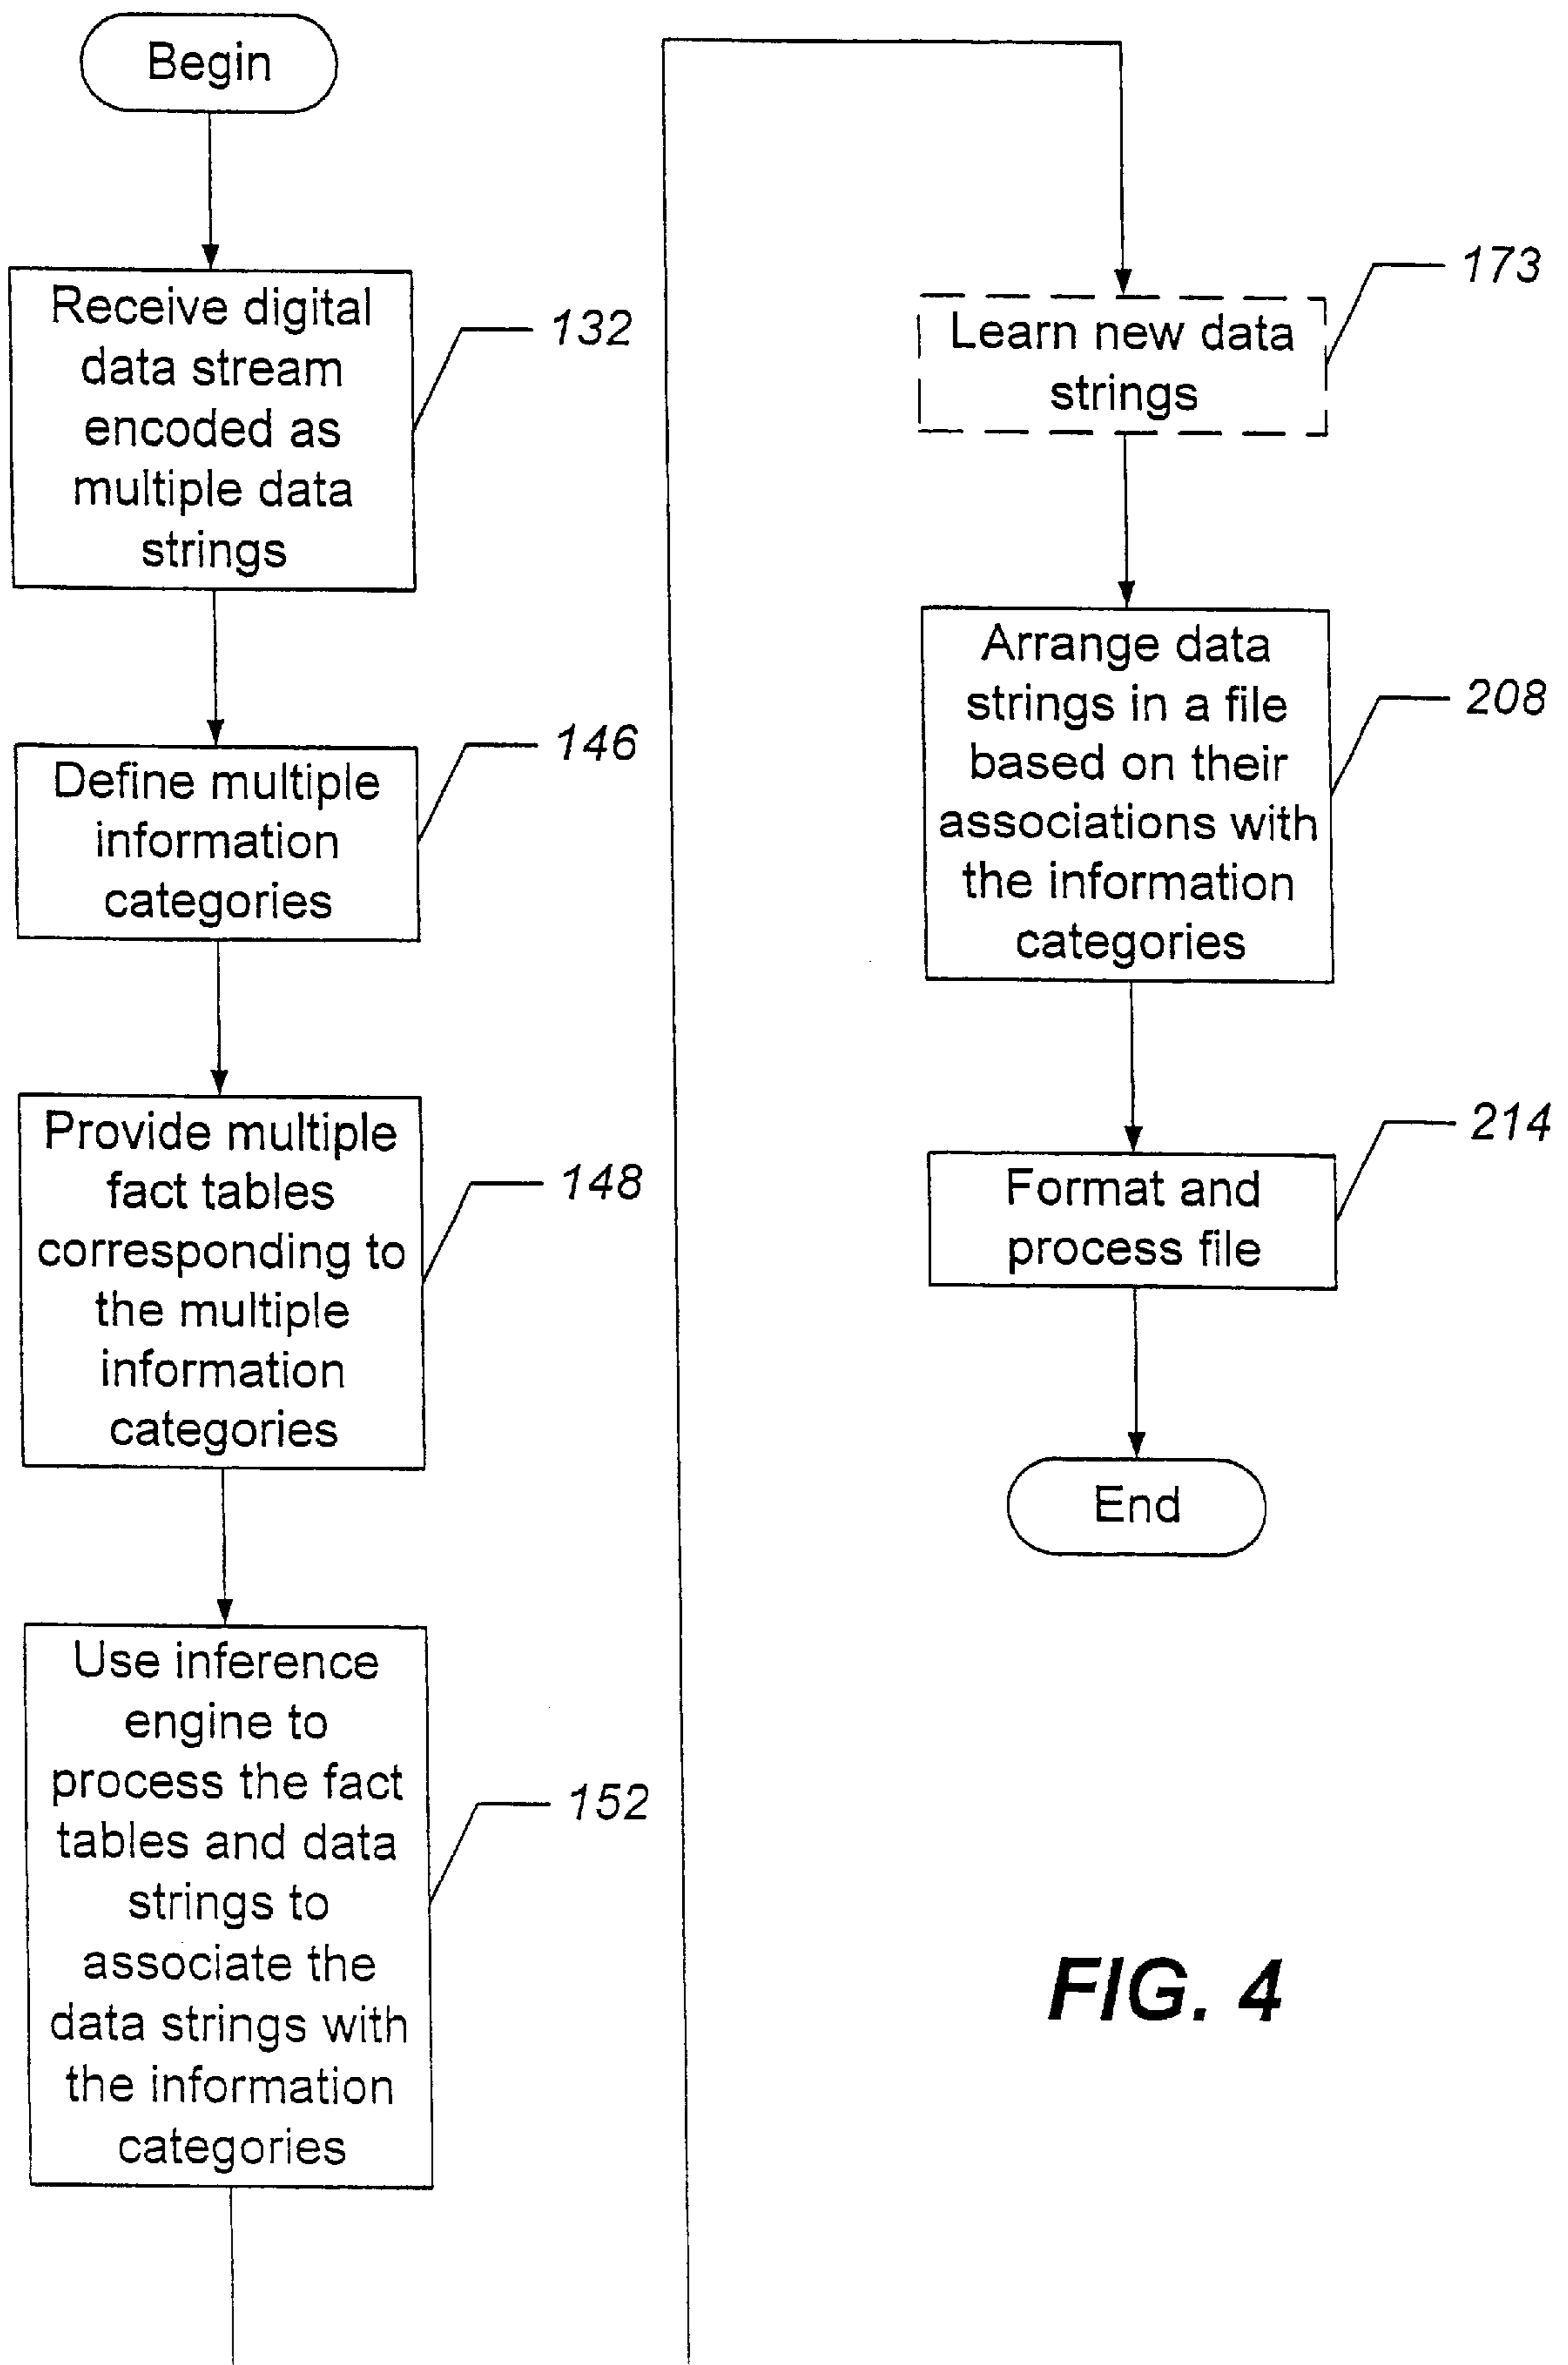 Begin
Receive digital
data stream
encoded as
multiple data
strings
132
Define multiple
information
categories
146
Provide multiple
fact tables
corresponding to
the multiple
information
categories
148
Use inference
engine to
process the fact
tables and data
strings to
associate the
data strings with
the information
categories
152
Learn new data
strings
173
Arrange data
strings in a file
based on their
associations with
the information
categories
208
Format and
process file
214
End
FIG. 4